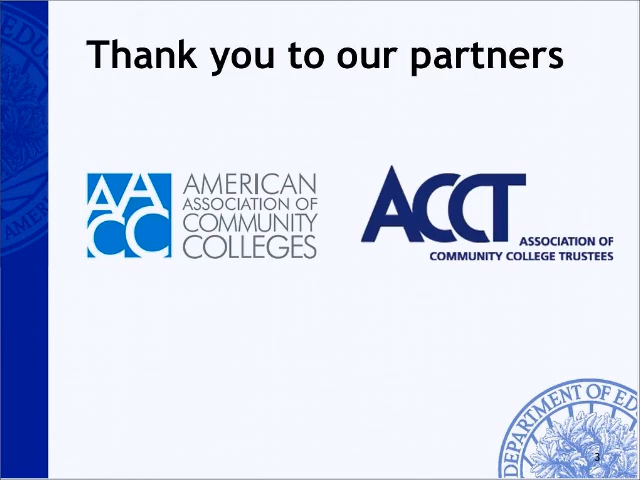 Thank you to our partners
AACC
AMERICAN
ASSOCIATION OF
COMMUNITY
COLLEGES
ACCT
ASSOCIATION OF
COMMUNITY COLLEGE TRUSTEES
DEPARTMENT OF EDU
3